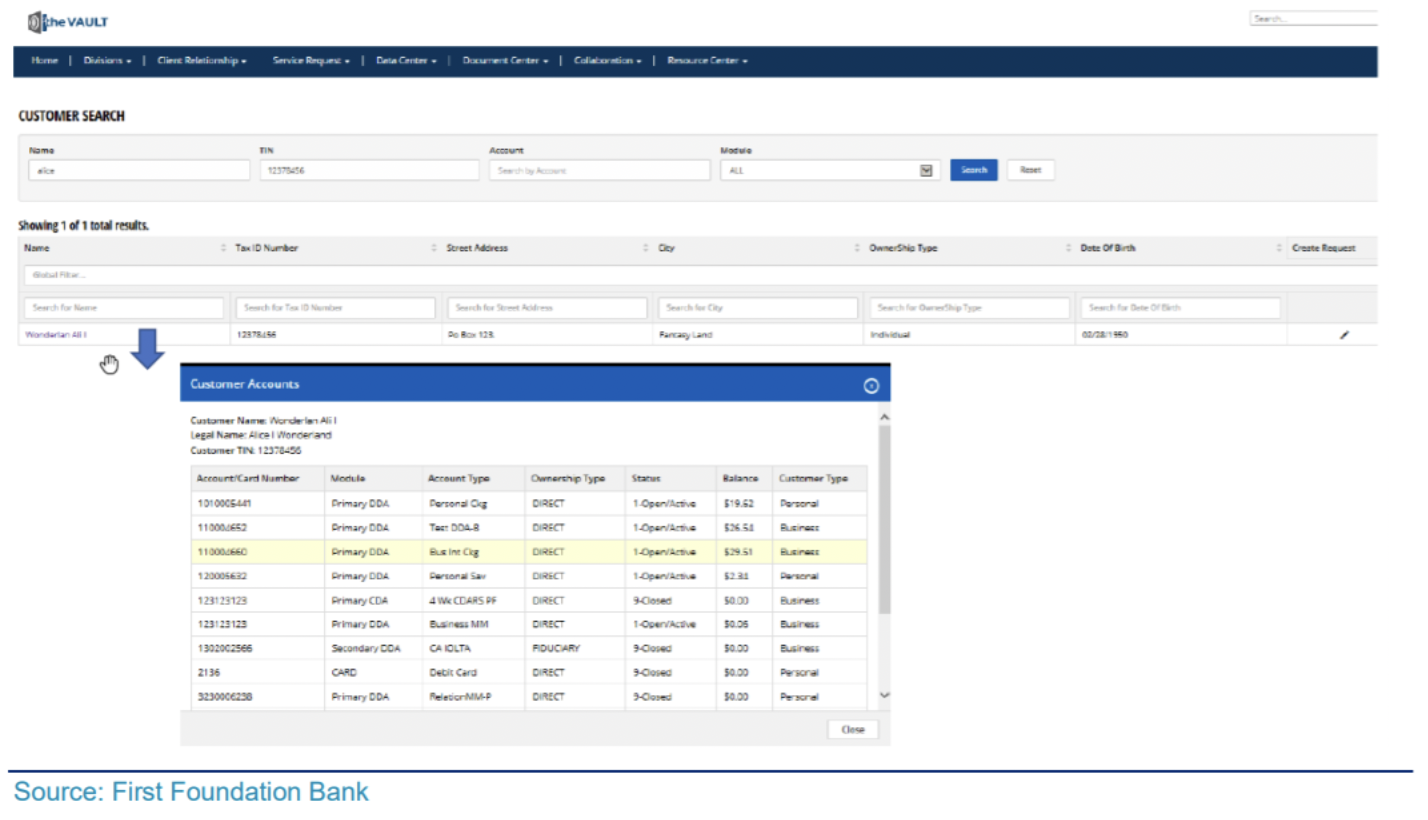 the VAULT
Search...
Home | Divisions | Client Relationship Service Request | Data Center | Document Center | Collaboration | Resource Center
CUSTOMER SEARCH
Name TIN Account Module
alice 12378456 Search by Account ALL Search Reset
Showing 1 of 1 total results.
Name Tax ID Number Street Address City OwnerShip Type Date Of Birth Create Request
Global Filter...
Search for Name Search for Tax ID Number Search for Street Address Search for City Search for OwnerShip Type Search for Date Of Birth
Wonderlan Ali I 12378456 Po Box 123 Fantasy Land Individual
Customer Accounts
Customer Name: Wonderlan Ali I
Legal Name: Alice I Wonderland
Customer TIN: 12378456
Account/Card Number Module Account Type Ownership Type Status Balance Customer Type
1010005441 Primary DDA Personal Ckg DIRECT 1-Open/Active Personal
110004652 Primary DDA Test DDA-B DIRECT 1-Open/Active $26.54 Business
110004660 Primary DDA Bus Int Ckg DIRECT 1-Open/Active $29.51 Business
120005632 Primary DDA Personal Sav DIRECT 1-Open/Active Personal
123123123 Primary CDA 4 Wk CDARS PF DIRECT 9-Closed $0.00 Business
123123123 Primary DDA Business MM DIRECT 1-Open/Active Business
1302002566 Secondary DDA CA IOLTA FIDUCIARY 9-Closed $0.00 Business
2136 CARD Debit Card DIRECT 9-Closed $0.00 Personal
3230006238 Primary DDA RelationMM-P DIRECT 9-Closed $0.00 Personal
Close
Source: First Foundation Bank